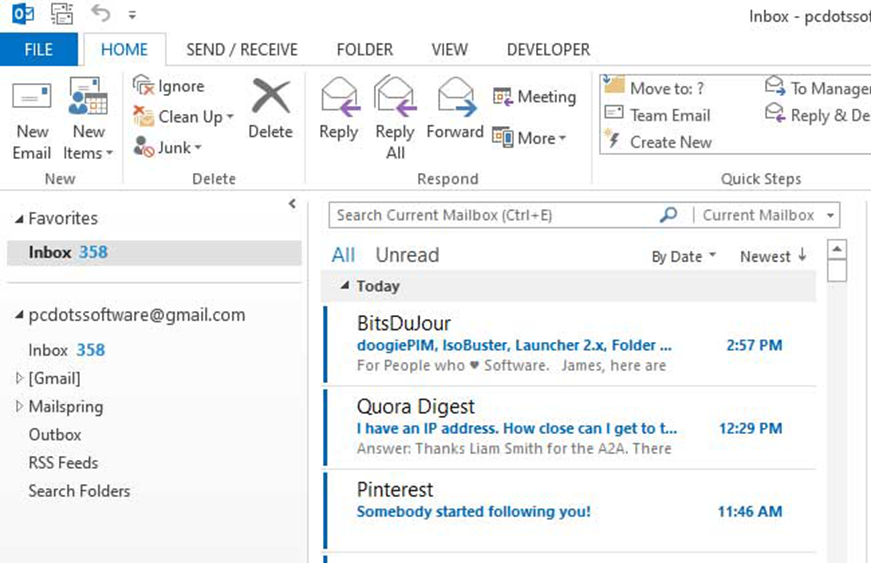 Inbox - pcdotssof
FILE HOME SEND / RECEIVE FOLDER VIEW DEVELOPER
New Email
New Items
New
Ignore
Clean Up
Junk
Delete
Delete
Reply
Reply All
Forward
Meeting
More
Respond
Move to: ?
Team Email
Create New
To Manager
Reply & De
Quick Steps
Favorites
Inbox 358
pcdotssoftware@gmail.com
Inbox 358
[Gmail]
Mailspring
Outbox
RSS Feeds
Search Folders
Search Current Mailbox (Ctrl+E) Current Mailbox
All Unread By Date Newest
Today
BitsDuJour
doogiePIM, IsoBuster, Launcher 2.x, Folder ... 2:57 PM
For People who ♥ Software. James, here are
Quora Digest
I have an IP address. How close can I get to t... 12:29 PM
Answer: Thanks Liam Smith for the A2A. There
Pinterest
Somebody started following you! 11:46 AM